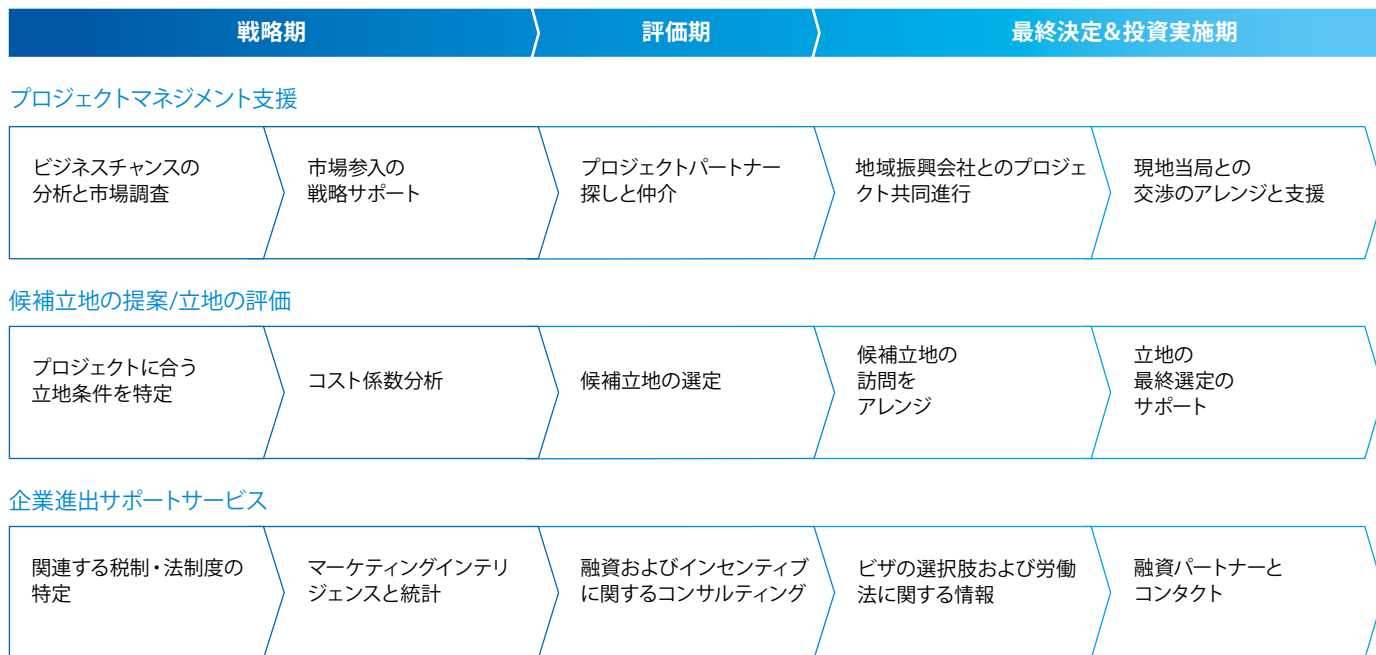 戦略期
評価期
最終決定&投資実施期
プロジェクトマネジメント支援
ビジネスチャンスの
分析と市場調査
市場参入の
戦略サポート
プロジェクトパートナー
探しと仲介
地域振興会社とのプロジェ
クト共同進行
現地当局との
交渉のアレンジと支援
候補立地の提案/立地の評価
プロジェクトに合う
立地条件を特定
コスト係数分析
候補立地の選定
候補立地の
訪問を
アレンジ
立地の
最終選定の
サポート
企業進出サポートサービス
関連する税制・法制度の
特定
マーケティングインテリ
ジェンスと統計
融資およびインセンティブ
に関するコンサルティング
ビザの選択肢および労働
法に関する情報
融資パートナーと
コンタクト